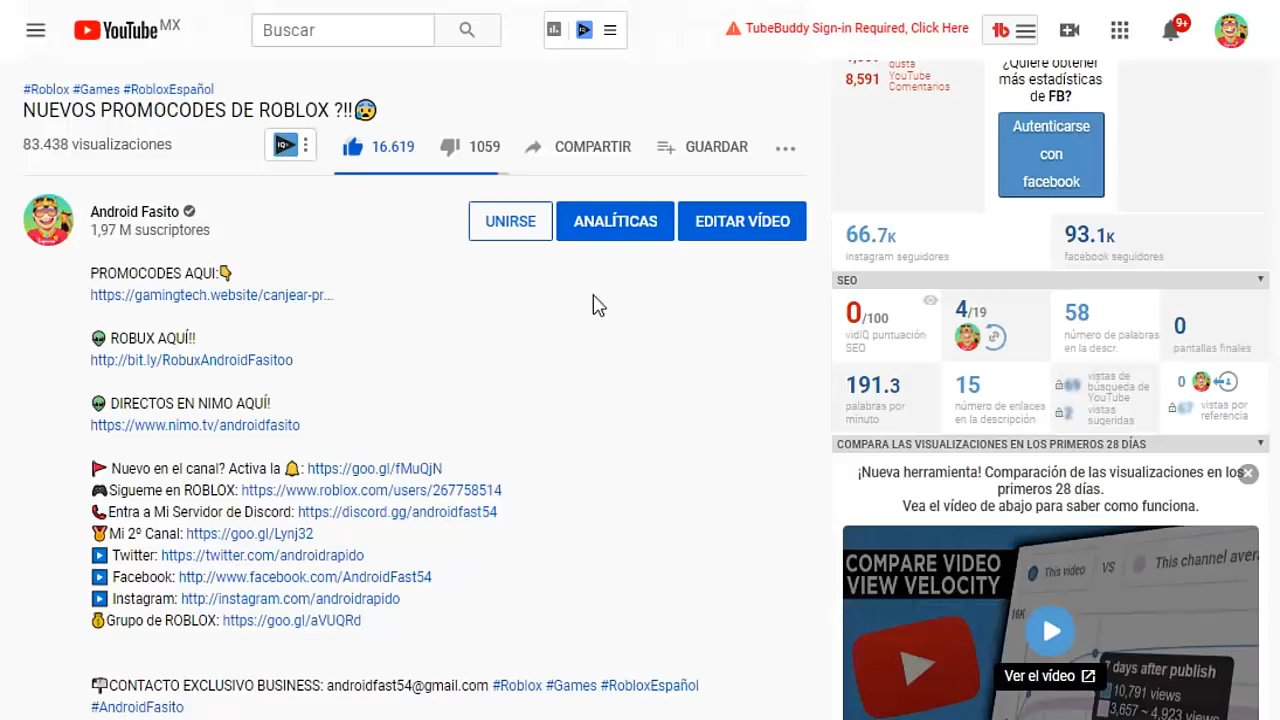 YouTube MX
Buscar
TubeBuddy Sign-in Required, Click Here
tb
9+
#Roblox #Games #RobloxEspañol
NUEVOS PROMOCODES DE ROBLOX ?!!😰
83.438 visualizaciones
IQ
16.619
1059
COMPARTIR
GUARDAR
Android Fasito
1,97 M suscriptores
UNIRSE
ANALÍTICAS
EDITAR VÍDEO
PROMOCODES AQUI:👇
https://gamingtech.website/canjear-pr...
👽 ROBUX AQUÍ!!
http://bit.ly/RobuxAndroidFasitoo
👽 DIRECTOS EN NIMO AQUÍ!
https://www.nimo.tv/androidfasito
🚩 Nuevo en el canal? Activa la 🔔: https://goo.gl/fMuQjN
🎮Sigueme en ROBLOX: https://www.roblox.com/users/267758514
📞Entra a Mi Servidor de Discord: https://discord.gg/androidfast54
🏅Mi 2º Canal: https://goo.gl/Lynj32
▶️ Twitter: https://twitter.com/androidrapido
▶️ Facebook: http://www.facebook.com/AndroidFast54
▶️ Instagram: http://instagram.com/androidrapido
💰Grupo de ROBLOX: https://goo.gl/aVUQRd
📬CONTACTO EXCLUSIVO BUSINESS: androidfast54@gmail.com #Roblox #Games #RobloxEspañol
#AndroidFasito
gusta
8,591 YouTube
Comentarios
¿Quiere obtener
más estadísticas
de FB?
Autenticarse
con
facebook
66.7K
instagram seguidores
93.1K
facebook seguidores
SEO
0/100
vidIQ puntuación
SEO
4/19
58
número de palabras
en la descr.
0
pantallas finales
191.3
palabras por
minuto
15
número de enlaces
en la descripción
vistas de
búsqueda de
YouTube
vistas
sugeridas
0
vistas por
referencia
COMPARA LAS VISUALIZACIONES EN LOS PRIMEROS 28 DÍAS
¡Nueva herramienta! Comparación de las visualizaciones en los
primeros 28 días.
Vea el vídeo de abajo para saber como funciona.
COMPARE VIDEO
VIEW VELOCITY
This video VS This channel aver
16K
Ver el vídeo
7 days after publish
10,791 views
3,657 ~ 4,923 views